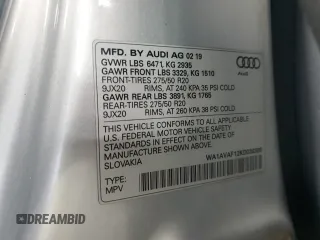 MFD. BY AUDI AG 02 19
GVWR LBS 6471, KG 2935
GAWR FRONT LBS 3329, KG 1510
FRONT-TIRES 275/50 R20
9JX20 RIMS, AT 240 KPA 35 PSI COLD
GAWR REAR LBS 3891, KG 1765
REAR-TIRES 275/50 R20
9JX20 RIMS, AT 260 KPA 38 PSI COLD
THIS VEHICLE CONFORMS TO ALL APPLICABLE
U.S. FEDERAL MOTOR VEHICLE SAFETY STANDARDS
IN EFFECT ON THE DATE OF
MANUFACTURE SHOWN ABOVE.
SLOVAKIA
TYPE:
MPV
Audi
DREAMBID